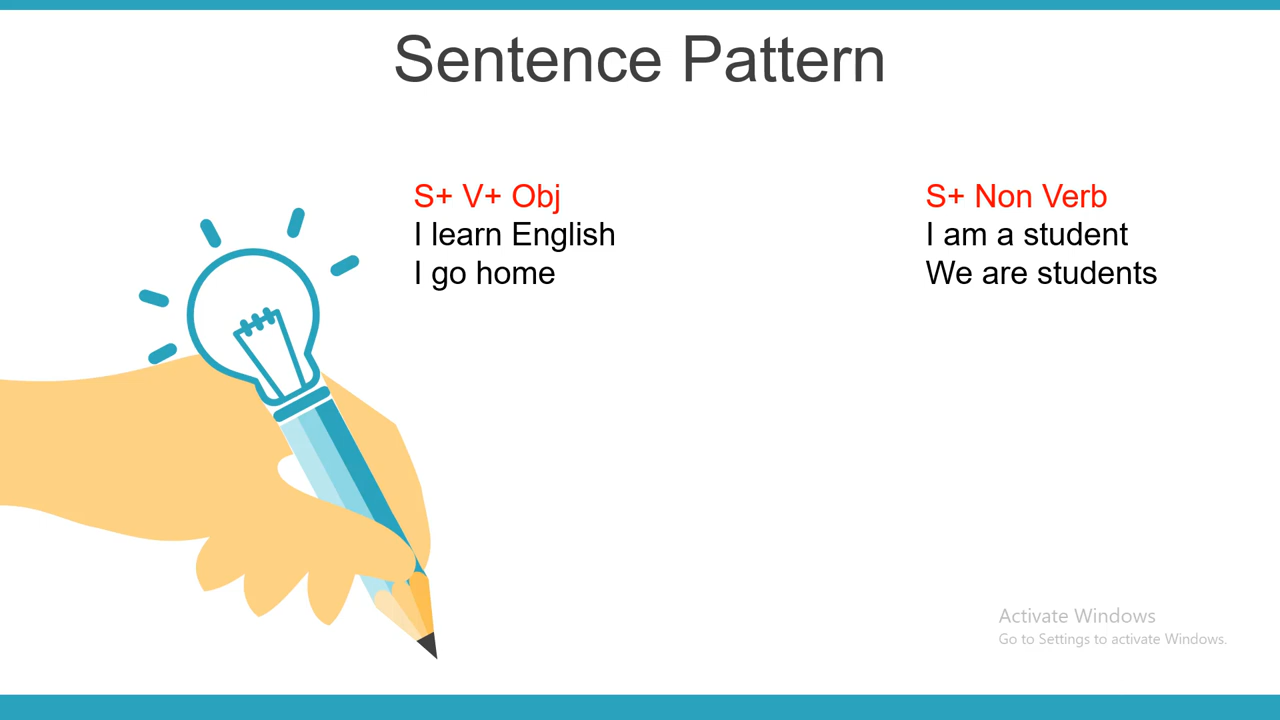 Sentence Pattern
S+ V+ Obj
I learn English
I go home
S+ Non Verb
I am a student
We are students
Activate Windows
Go to Settings to activate Windows.